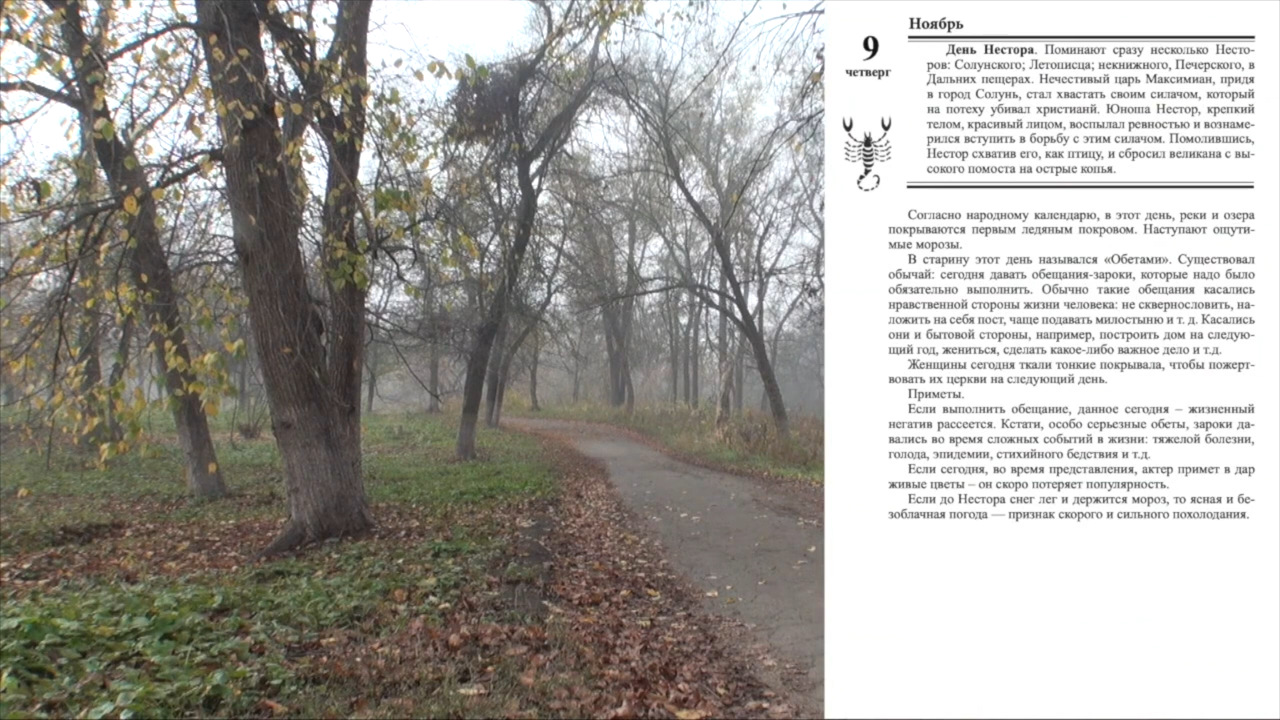 Ноябрь
9
четверг
День Нестора. Поминают сразу несколько Несто-
ров: Солунского; Летописца; некнижного, Печерского, в
Дальних пещерах. Нечестивый царь Максимиан, придя
в город Солунь, стал хвастать своим силачом, который
на потеху убивал христианй. Юноша Нестор, крепкий
телом, красивый лицом, воспылал ревностью и вознаме-
рился вступить в борьбу с этим силачом. Помолившись,
Нестор схватив его, как птицу, и сбросил великана с вы-
сокого помоста на острые копья.
Согласно народному календарю, в этот день, реки и озера
покрываются первым ледяным покровом. Наступают ощути-
мые морозы.
В старину этот день назывался «Обетами». Существовал
обычай: сегодня давать обещания-зароки, которые надо было
обязательно выполнить. Обычно такие обещания касались
нравственной стороны жизни человека: не сквернословить, на-
ложить на себя пост, чаще подавать милостыню и т. д. Касались
они и бытовой стороны, например, построить дом на следую-
щий год, жениться, сделать какое-либо важное дело и т.д.
Женщины сегодня ткали тонкие покрывала, чтобы пожерт-
вовать их церкви на следующий день.
Приметы.
Если выполнить обещание, данное сегодня – жизненный
негатив рассеется. Кстати, особо серьезные обеты, зароки да-
вались во время сложных событий в жизни: тяжелой болезни,
голода, эпидемии, стихийного бедствия и т.д.
Если сегодня, во время представления, актер примет в дар
живые цветы – он скоро потеряет популярность.
Если до Нестора снег лег и держится мороз, то ясная и бе-
зоблачная погода — признак скорого и сильного похолодания.